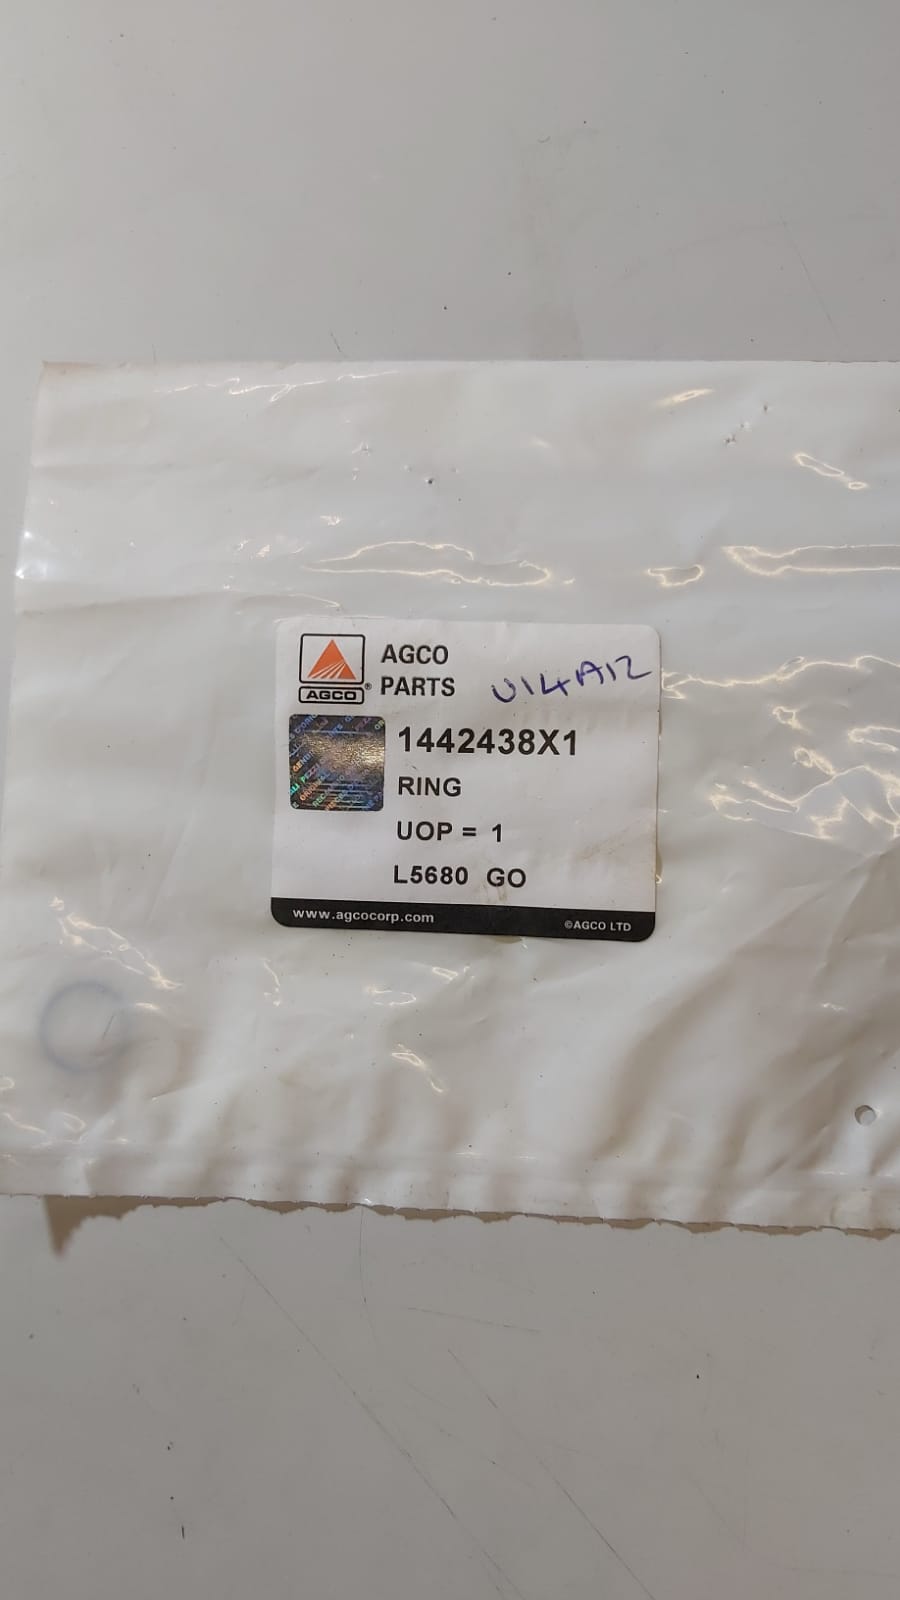 AGCO
PARTS
U14A12
AGCO ®
1442438X1
RING
UOP = 1
L5680 GO
www.agcocorp.com
©AGCO LTD